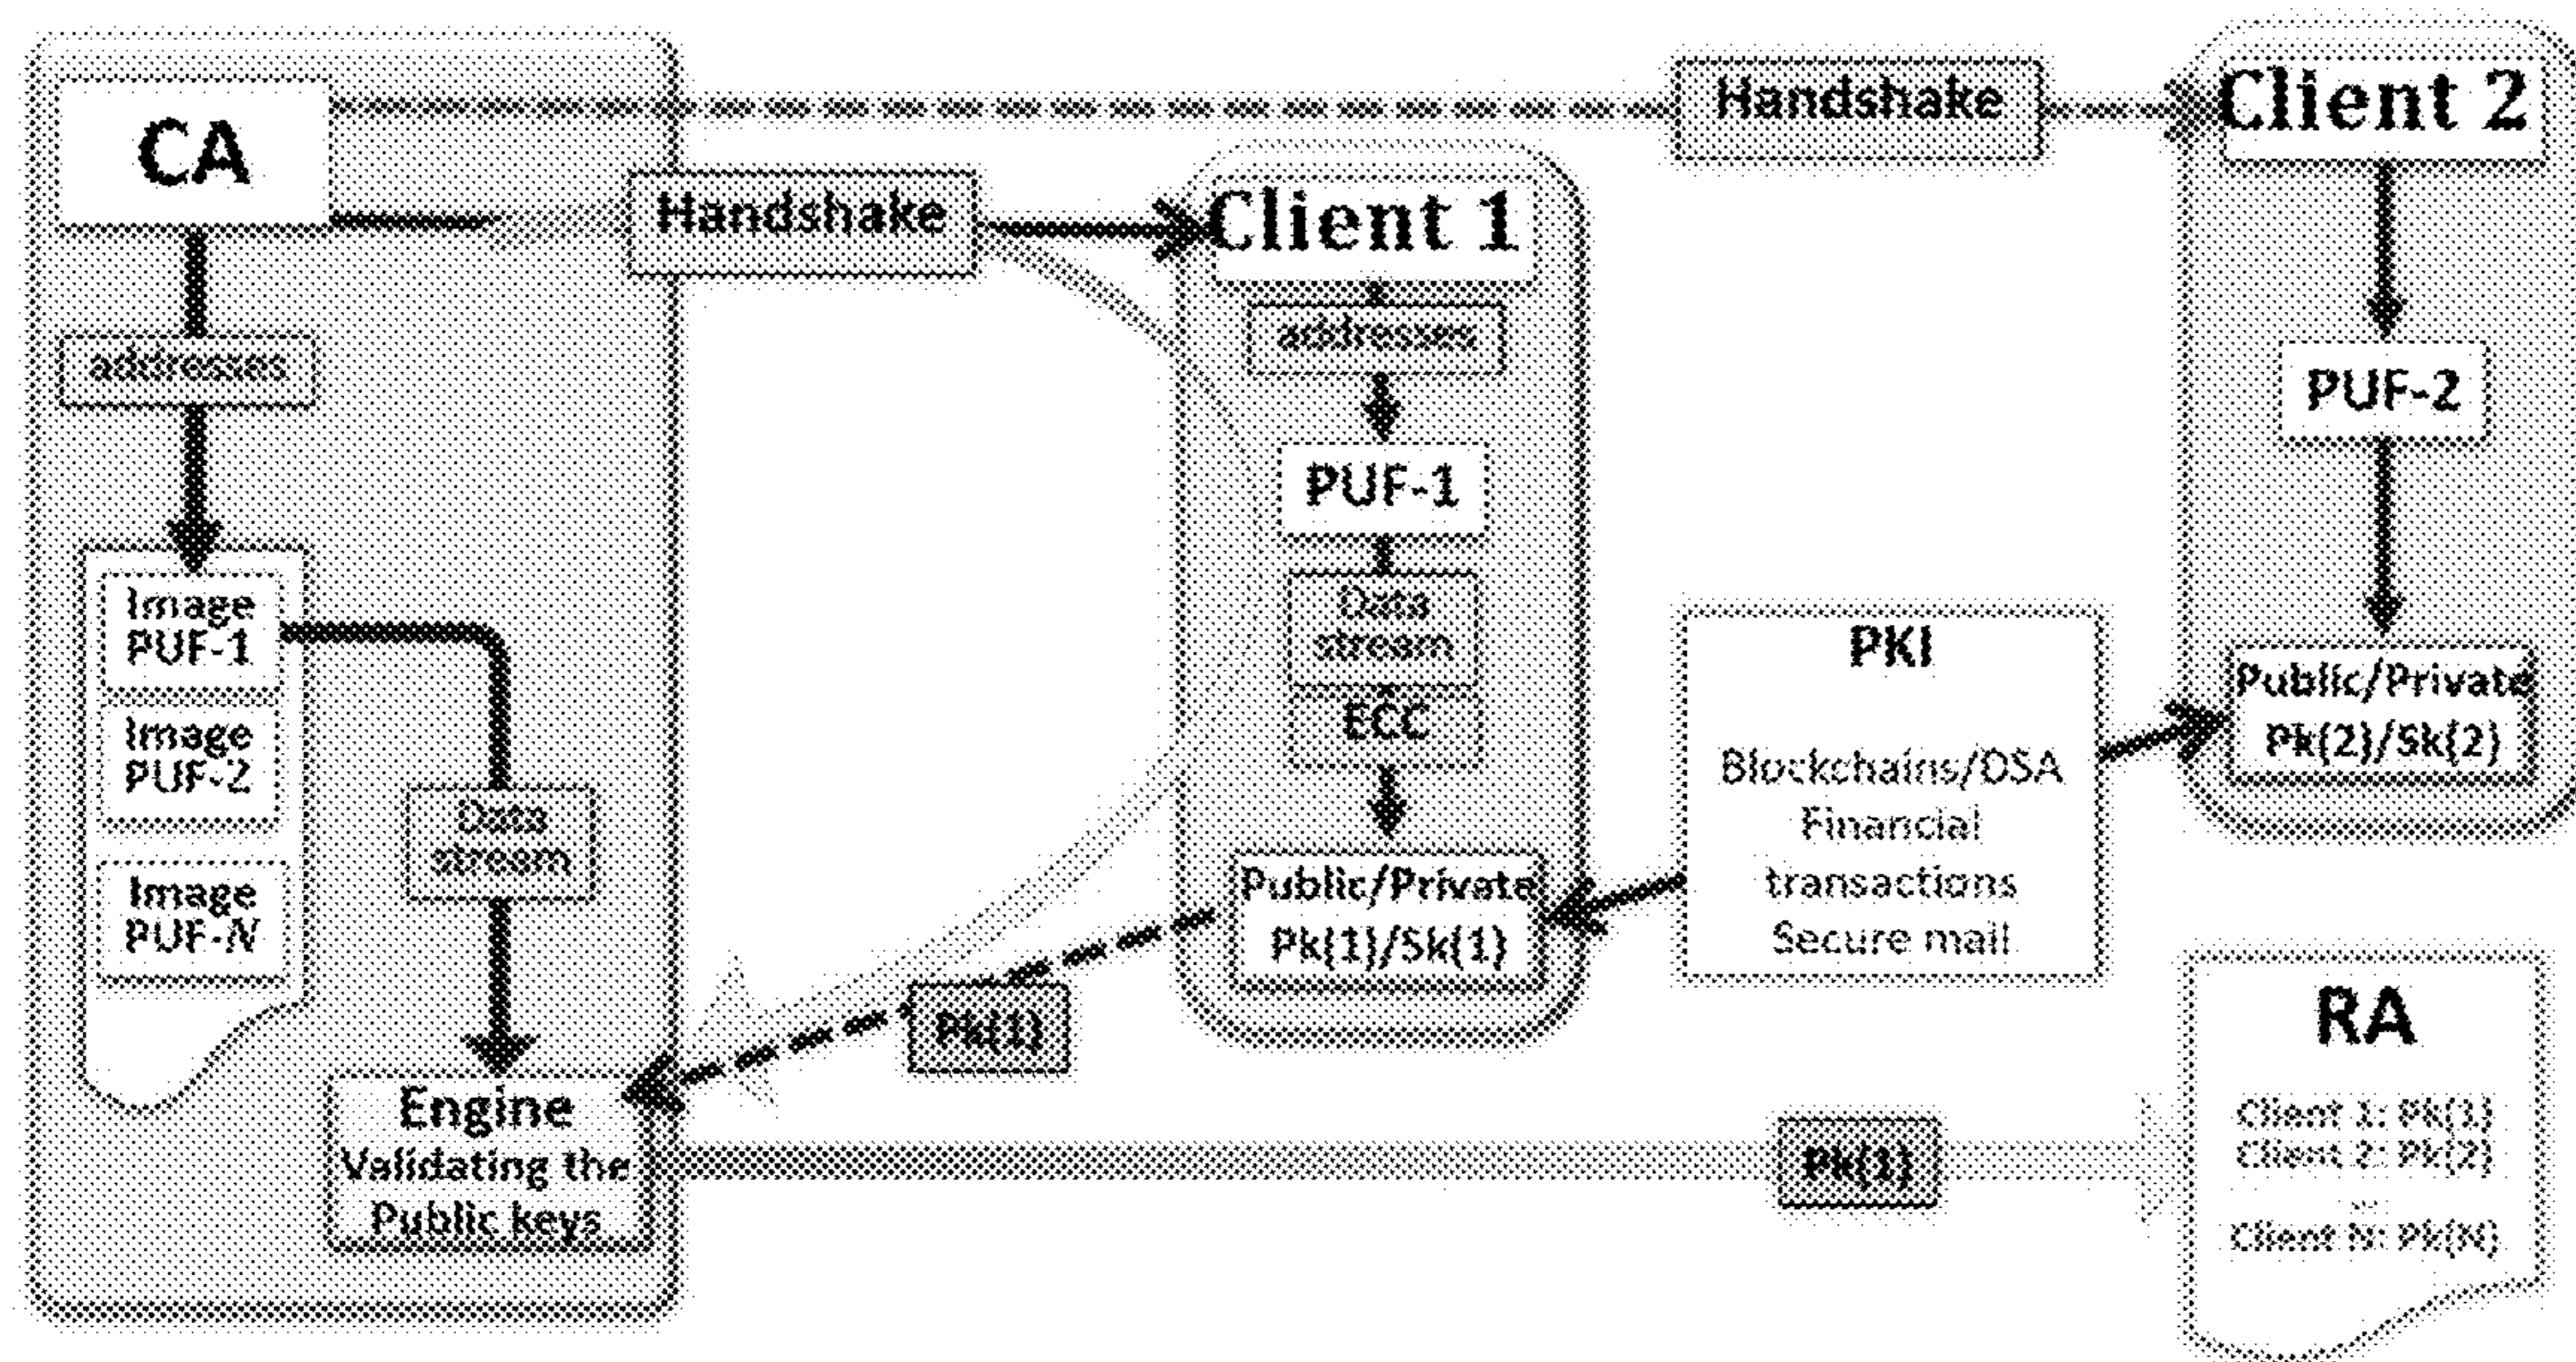 CA
Handshake
Client 2
Handshake
Client 1
addresses
addresses
PUF-1
PUF-2
Image
PUF-1
Image
PUF-2
Image
PUF-N
Data
stream
Data
stream
ECC
Public/Private
Pk(1)/Sk(1)
PKI
Blockchains/DSA
Financial
transactions
Secure mail
Public/Private
Pk(2)/Sk(2)
Pk(1)
Engine
Validating the
Public keys
Pk(1)
RA
Client 1: Pk(1)
Client 2: Pk(2)
...
Client N: Pk(N)